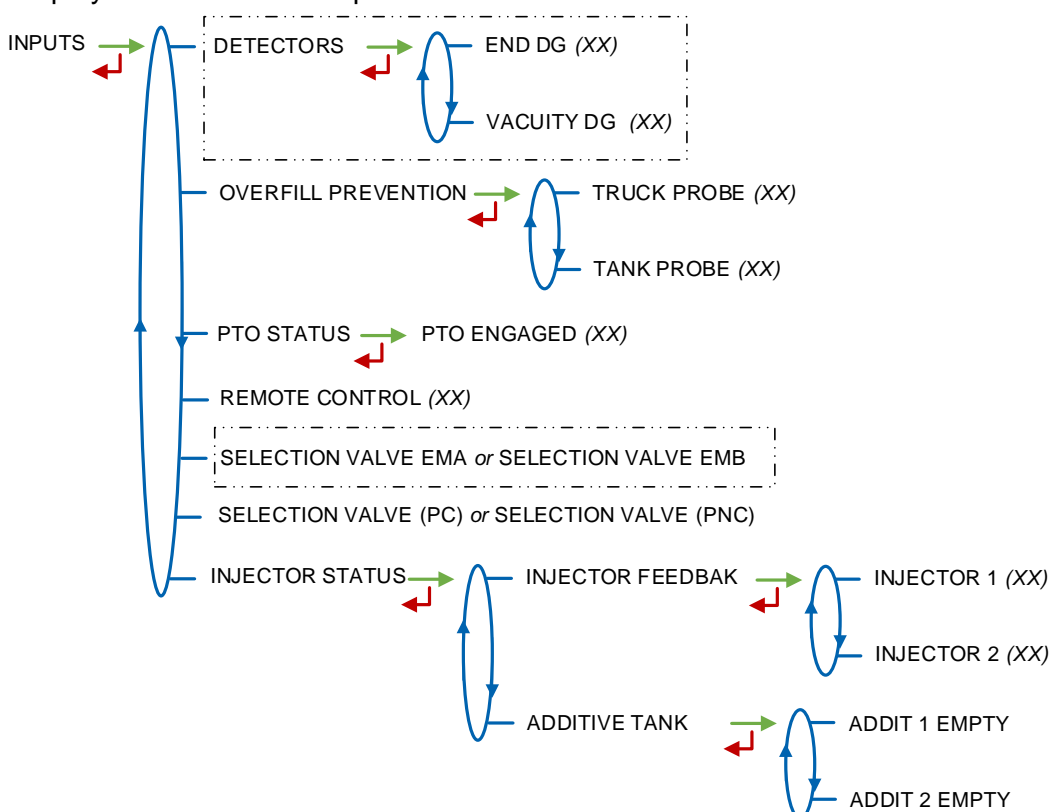 INPUTS
DETECTORS
END DG (XX)
VACUITY DG (XX)
OVERFILL PREVENTION
TRUCK PROBE (XX)
TANK PROBE (XX)
PTO STATUS
PTO ENGAGED (XX)
REMOTE CONTROL (XX)
SELECTION VALVE EMA or SELECTION VALVE EMB
SELECTION VALVE (PC) or SELECTION VALVE (PNC)
INJECTOR STATUS
INJECTOR FEEDBAK
INJECTOR 1 (XX)
INJECTOR 2 (XX)
ADDITIVE TANK
ADDIT 1 EMPTY
ADDIT 2 EMPTY